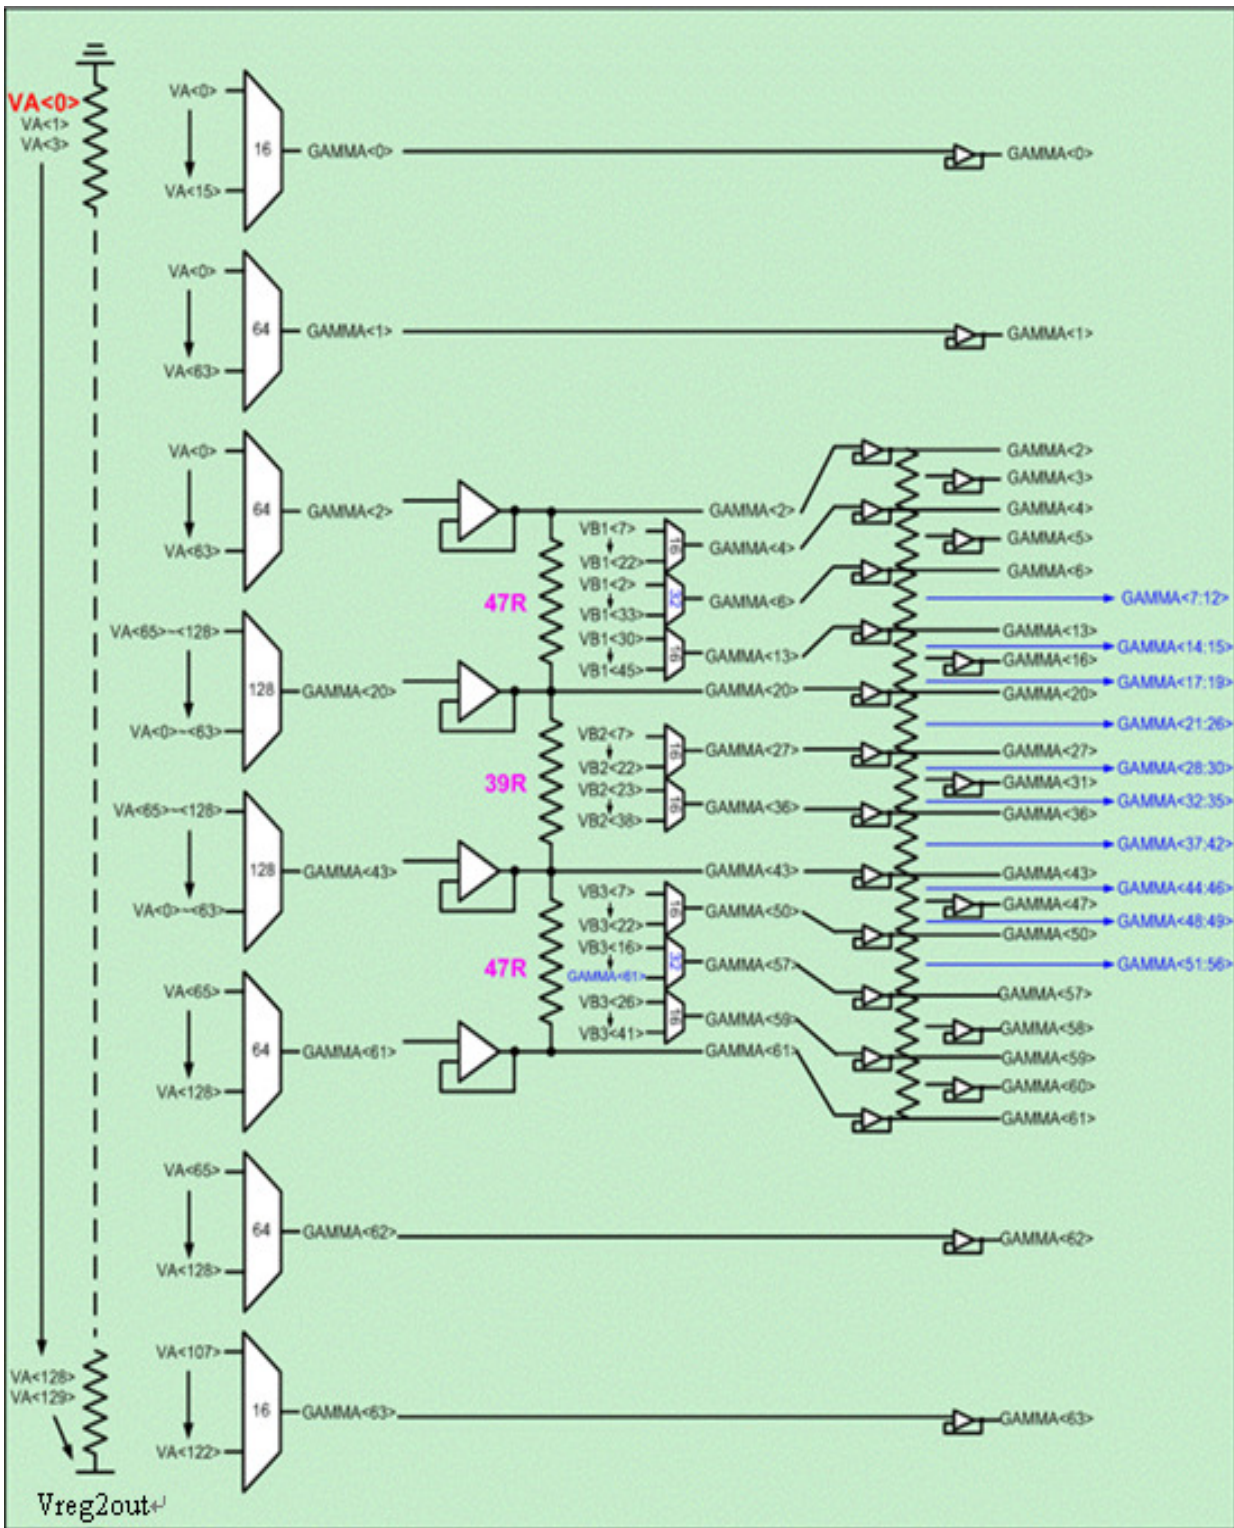 VA<0>
VA<1>
VA<3>
VA<128>
VA<129>
Vreg2out
VA<0>
VA<15>
16
GAMMA<0>
GAMMA<0>
VA<0>
VA<63>
64
GAMMA<1>
GAMMA<1>
VA<0>
VA<63>
64
GAMMA<2>
VA<65>~<128>
VA<0>~<63>
128
GAMMA<20>
VA<65>~<128>
VA<0>~<63>
128
GAMMA<43>
VA<65>
VA<128>
64
GAMMA<61>
47R
39R
47R
VB1<7>
VB1<22>
16
VB1<2>
VB1<33>
32
VB1<30>
VB1<45>
16
VB2<7>
VB2<22>
16
VB2<23>
VB2<38>
16
VB3<7>
VB3<22>
16
VB3<16>
GAMMA<61>
32
VB3<26>
VB3<41>
16
GAMMA<2>
GAMMA<4>
GAMMA<6>
GAMMA<13>
GAMMA<20>
GAMMA<27>
GAMMA<36>
GAMMA<43>
GAMMA<50>
GAMMA<57>
GAMMA<59>
GAMMA<61>
GAMMA<2>
GAMMA<3>
GAMMA<4>
GAMMA<5>
GAMMA<6>
GAMMA<7:12>
GAMMA<13>
GAMMA<14:15>
GAMMA<16>
GAMMA<17:19>
GAMMA<20>
GAMMA<21:26>
GAMMA<27>
GAMMA<28:30>
GAMMA<31>
GAMMA<32:35>
GAMMA<36>
GAMMA<37:42>
GAMMA<43>
GAMMA<44:46>
GAMMA<47>
GAMMA<48:49>
GAMMA<50>
GAMMA<51:56>
GAMMA<57>
GAMMA<58>
GAMMA<59>
GAMMA<60>
GAMMA<61>
VA<65>
VA<128>
64
GAMMA<62>
GAMMA<62>
VA<107>
VA<122>
16
GAMMA<63>
GAMMA<63>